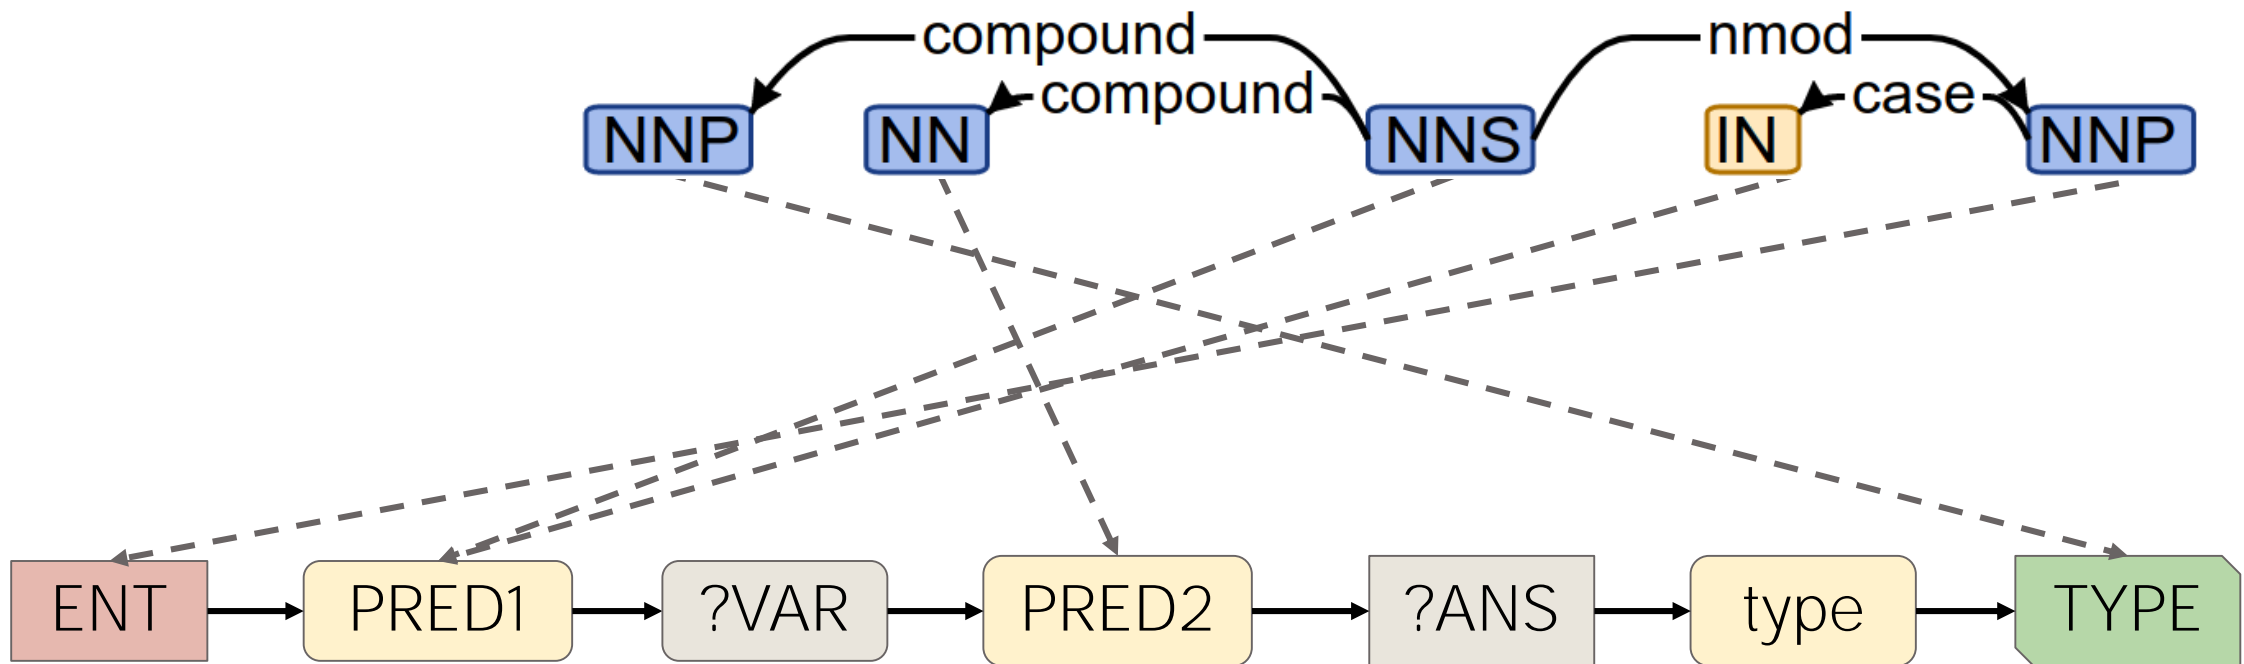 compound nmod
compound case
NNP NN NNS IN NNP
ENT PRED1 ?VAR PRED2 ?ANS type TYPE